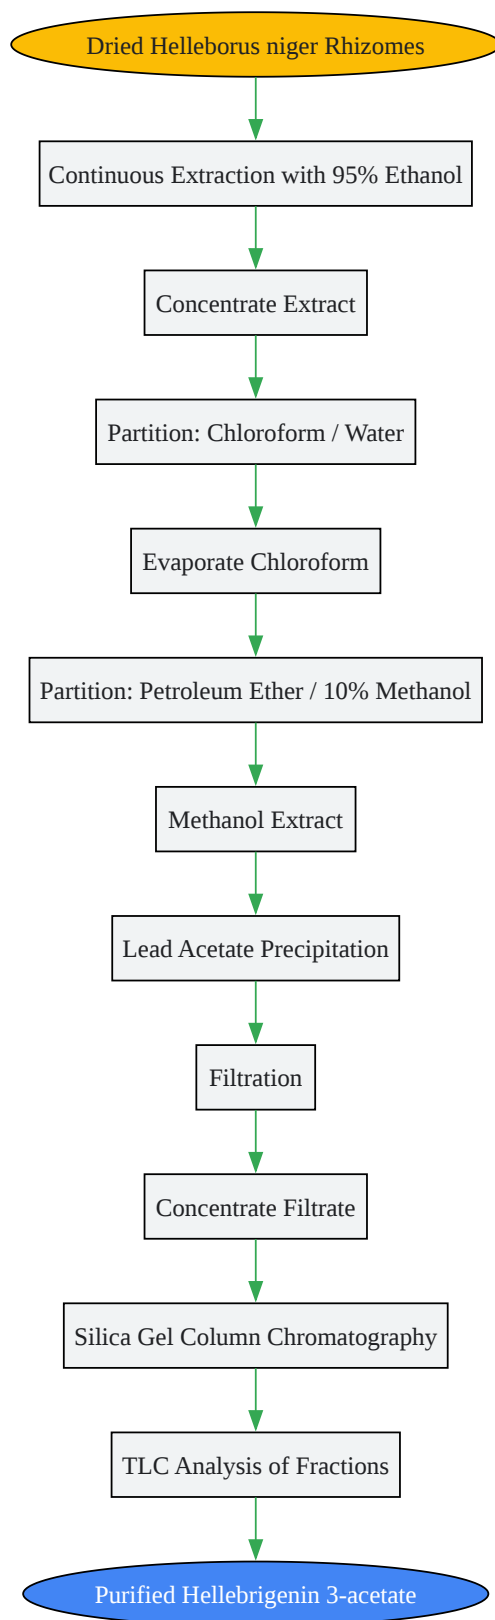 Dried Helleborus niger Rhizomes
Continuous Extraction with 95% Ethanol
Concentrate Extract
Partition: Chloroform / Water
Evaporate Chloroform
Partition: Petroleum Ether / 10% Methanol
Methanol Extract
Lead Acetate Precipitation
Filtration
Concentrate Filtrate
Silica Gel Column Chromatography
TLC Analysis of Fractions
Purified Hellebrigenin 3-acetate